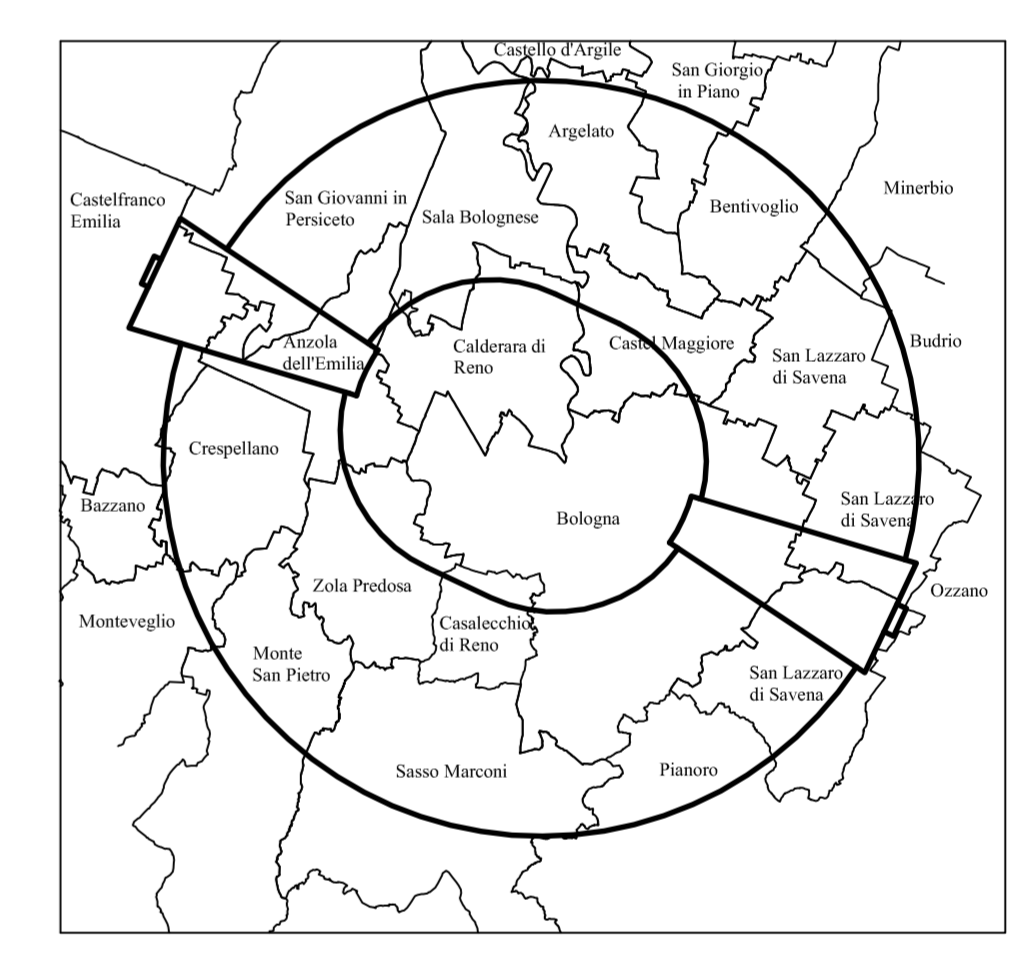 Castello d'Argile
San Giorgio
in Piano
Argelato
Castelfranco
Emilia
San Giovanni in
Persiceto
Sala Bolognese
Bentivoglio
Minerbio
Anzola
dell'Emilia
Calderara di
Reno
Castel Maggiore
San Lazzaro
di Savena
Budrio
Crespellano
Bazzano
Bologna
San Lazzaro
di Savena
Zola Predosa
Ozzano
Monteveglio
Casalecchio
di Reno
Monte
San Pietro
San Lazzaro
di Savena
Sasso Marconi
Pianoro